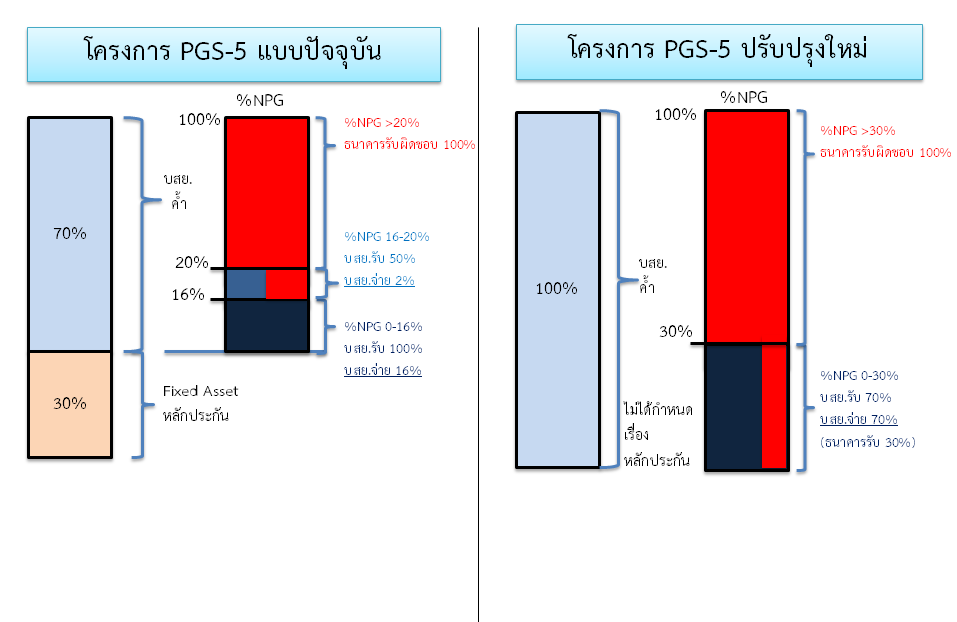 โครงการ PGS-5 แบบปัจจุบัน
%NPG
100%
%NPG >20%
ธนาคารรับผิดชอบ 100%
บสย.
ค้ำ
70%
%NPG 16-20%
บสย.รับ 50%
บสย.จ่าย 2%
20%
16%
%NPG 0-16%
บสย.รับ 100%
บสย.จ่าย 16%
30%
Fixed Asset
หลักประกัน
โครงการ PGS-5 ปรับปรุงใหม่
%NPG
100%
%NPG >30%
ธนาคารรับผิดชอบ 100%
บสย.
ค้ำ
100%
30%
%NPG 0-30%
บสย.รับ 70%
บสย.จ่าย 70%
(ธนาคารรับ 30%)
ไม่ได้กำหนด
เรื่อง
หลักประกัน